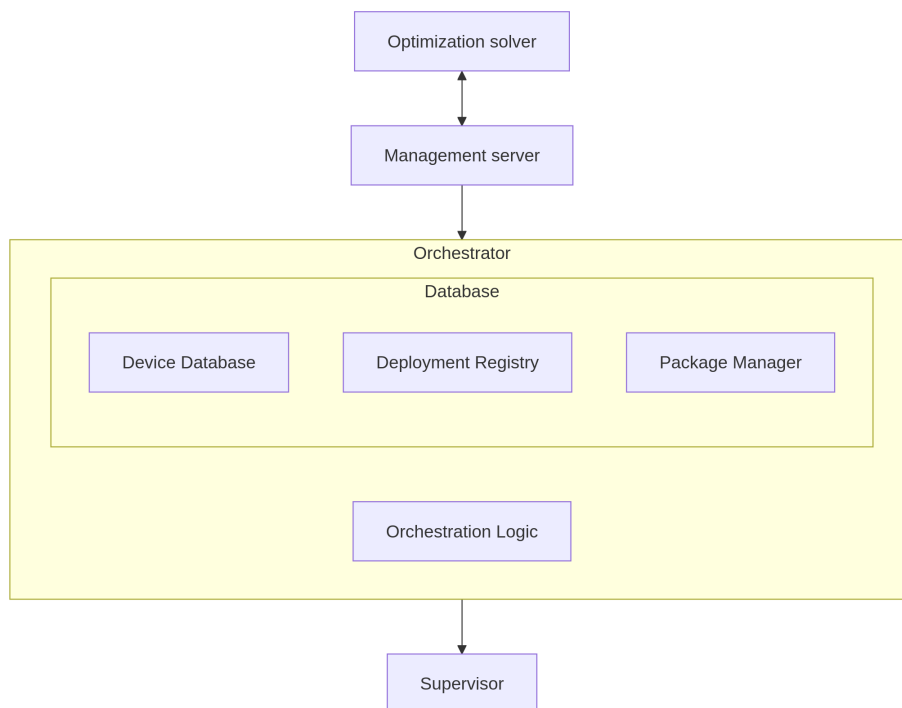 Optimization solver
Management server
Orchestrator
Database
Device Database
Deployment Registry
Package Manager
Orchestration Logic
Supervisor